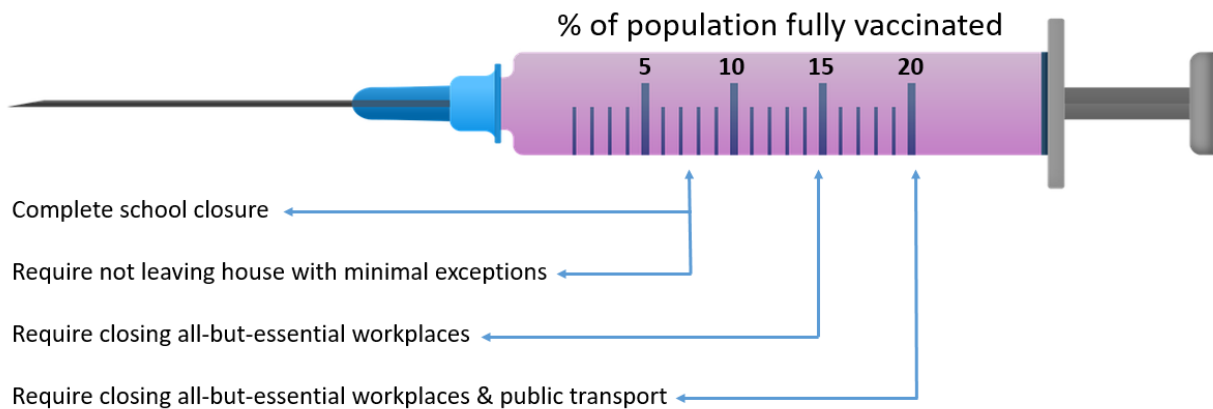 % of population fully vaccinated
5 10 15 20
Complete school closure
Require not leaving house with minimal exceptions
Require closing all-but-essential workplaces
Require closing all-but-essential workplaces & public transport